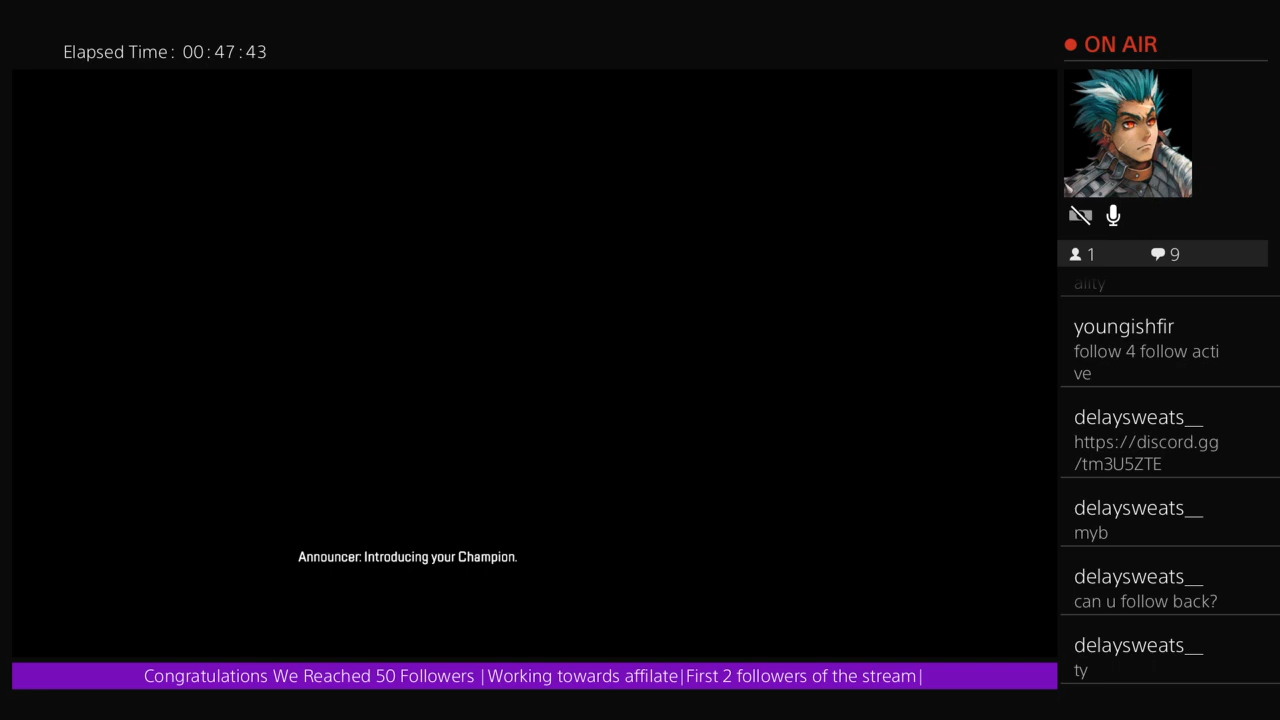 Elapsed Time: 00:47:43
ON AIR
1 9
ality
youngishfir
follow 4 follow acti
ve
delaysweats__
https://discord.gg
/tm3U5ZTE
delaysweats__
myb
delaysweats__
can u follow back?
delaysweats__
ty
Announcer: Introducing your Champion.
Congratulations We Reached 50 Followers |Working towards affilate|First 2 followers of the stream|